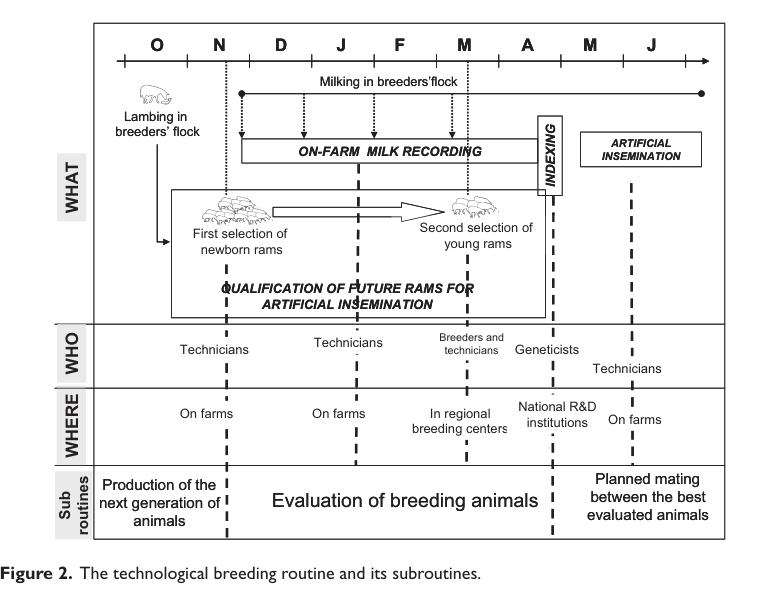 O N D J F M A M J
Milking in breeders'flock
Lambing in
breeders' flock
ON-FARM MILK RECORDING
INDEXING
ARTIFICIAL
INSEMINATION
WHAT
First selection of
newborn rams
Second selection of
young rams
QUALIFICATION OF FUTURE RAMS FOR
ARTIFICIAL INSEMINATION
WHO
Technicians
Technicians
Breeders and
technicians
Geneticists
Technicians
WHERE
On farms
On farms
In regional
breeding centers
National R&D
institutions
On farms
Sub
routines
Production of the
next generation of
animals
Evaluation of breeding animals
Planned mating
between the best
evaluated animals
Figure 2. The technological breeding routine and its subroutines.